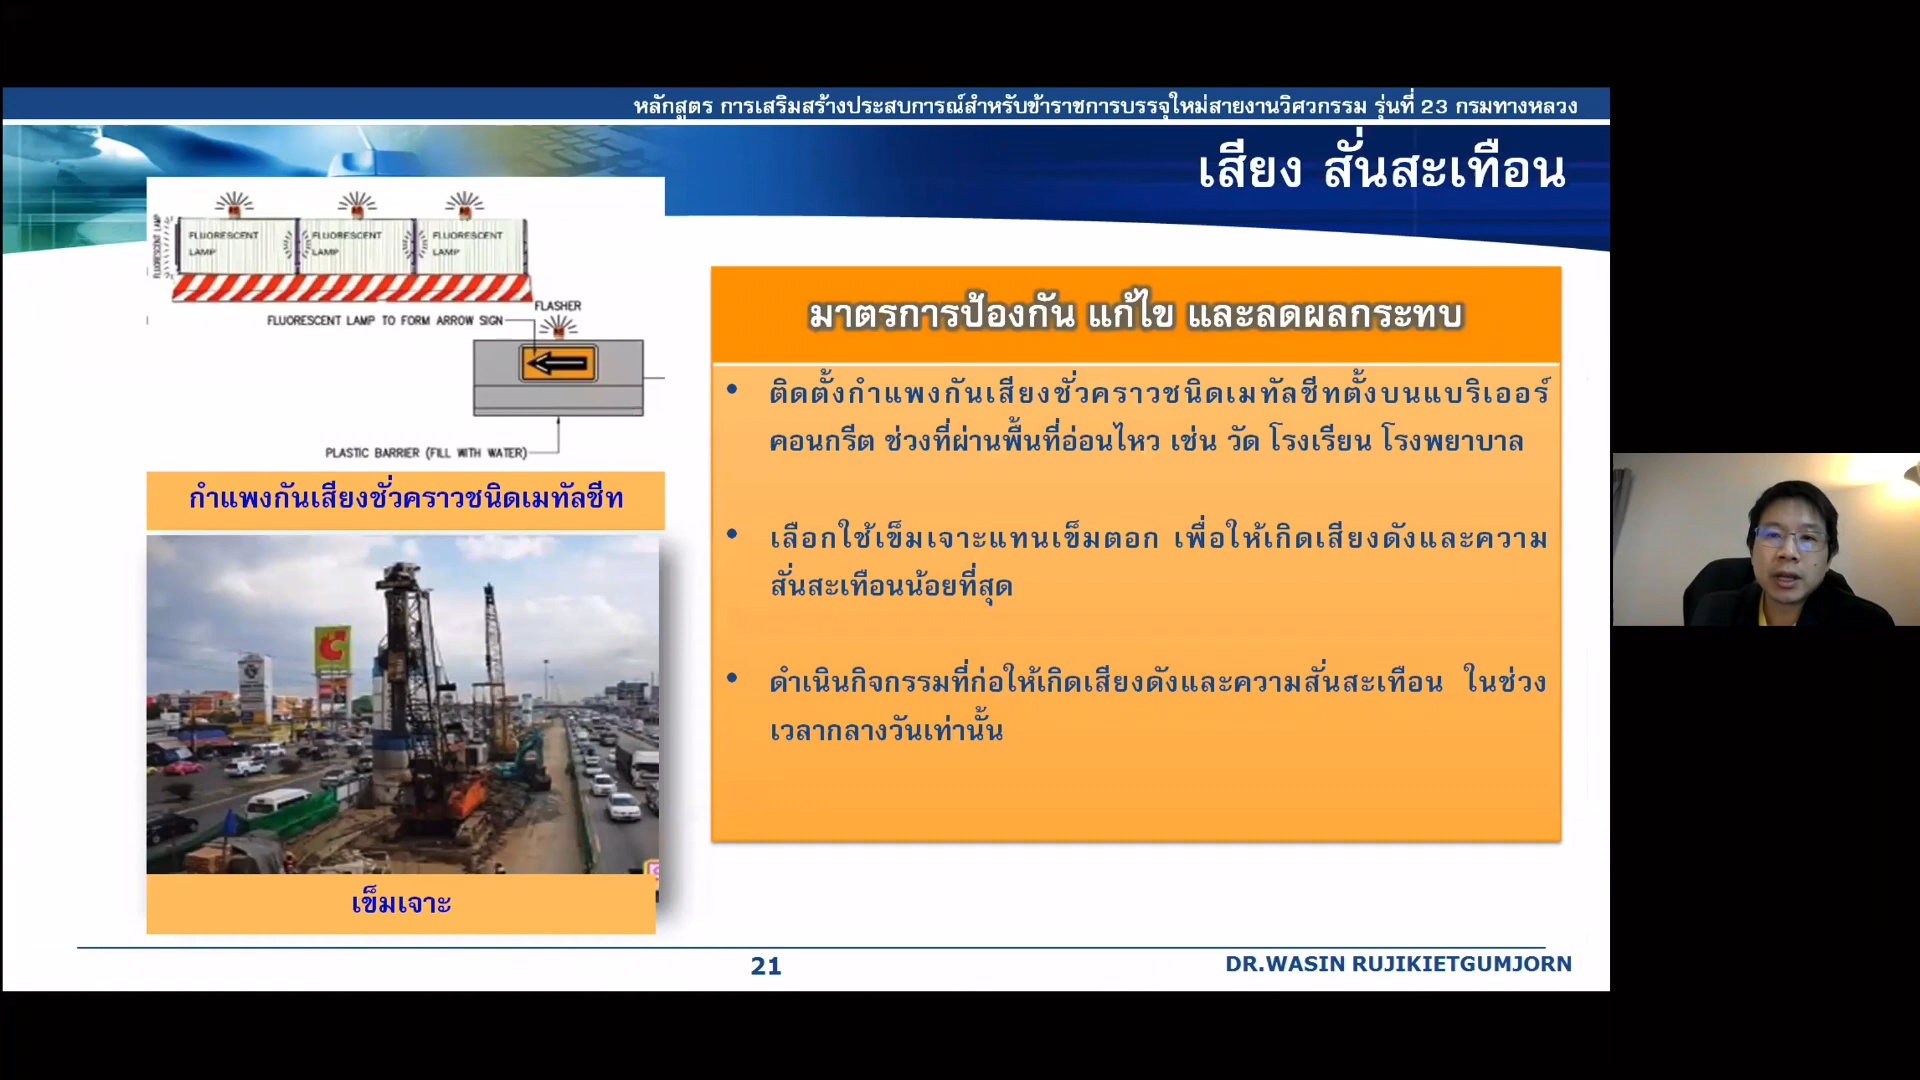 หลักสูตร การเสริมสร้างประสบการณ์สำหรับข้าราชการบรรจุใหม่สายงานวิศวกรรม รุ่นที่ 23 กรมทางหลวง
เสียง สั่นสะเทือน
FLUORESCENT LAMP
FLUORESCENT
LAMP
FLUORESCENT
LAMP
FLUORESCENT
LAMP
FLASHER
FLUORESCENT LAMP TO FORM ARROW SIGN
PLASTIC BARRIER (FILL WITH WATER)
กำแพงกันเสียงชั่วคราวชนิดเมทัลชีท
เข็มเจาะ
มาตรการป้องกัน แก้ไข และลดผลกระทบ
• ติดตั้งกำแพงกันเสียงชั่วคราวชนิดเมทัลชีทตั้งบนแบริเออร์
คอนกรีต ช่วงที่ผ่านพื้นที่อ่อนไหว เช่น วัด โรงเรียน โรงพยาบาล
• เลือกใช้เข็มเจาะแทนเข็มตอก เพื่อให้เกิดเสียงดังและความ
สั่นสะเทือนน้อยที่สุด
• ดำเนินกิจกรรมที่ก่อให้เกิดเสียงดังและความสั่นสะเทือน ในช่วง
เวลากลางวันเท่านั้น
21
DR.WASIN RUJIKIETGUMJORN